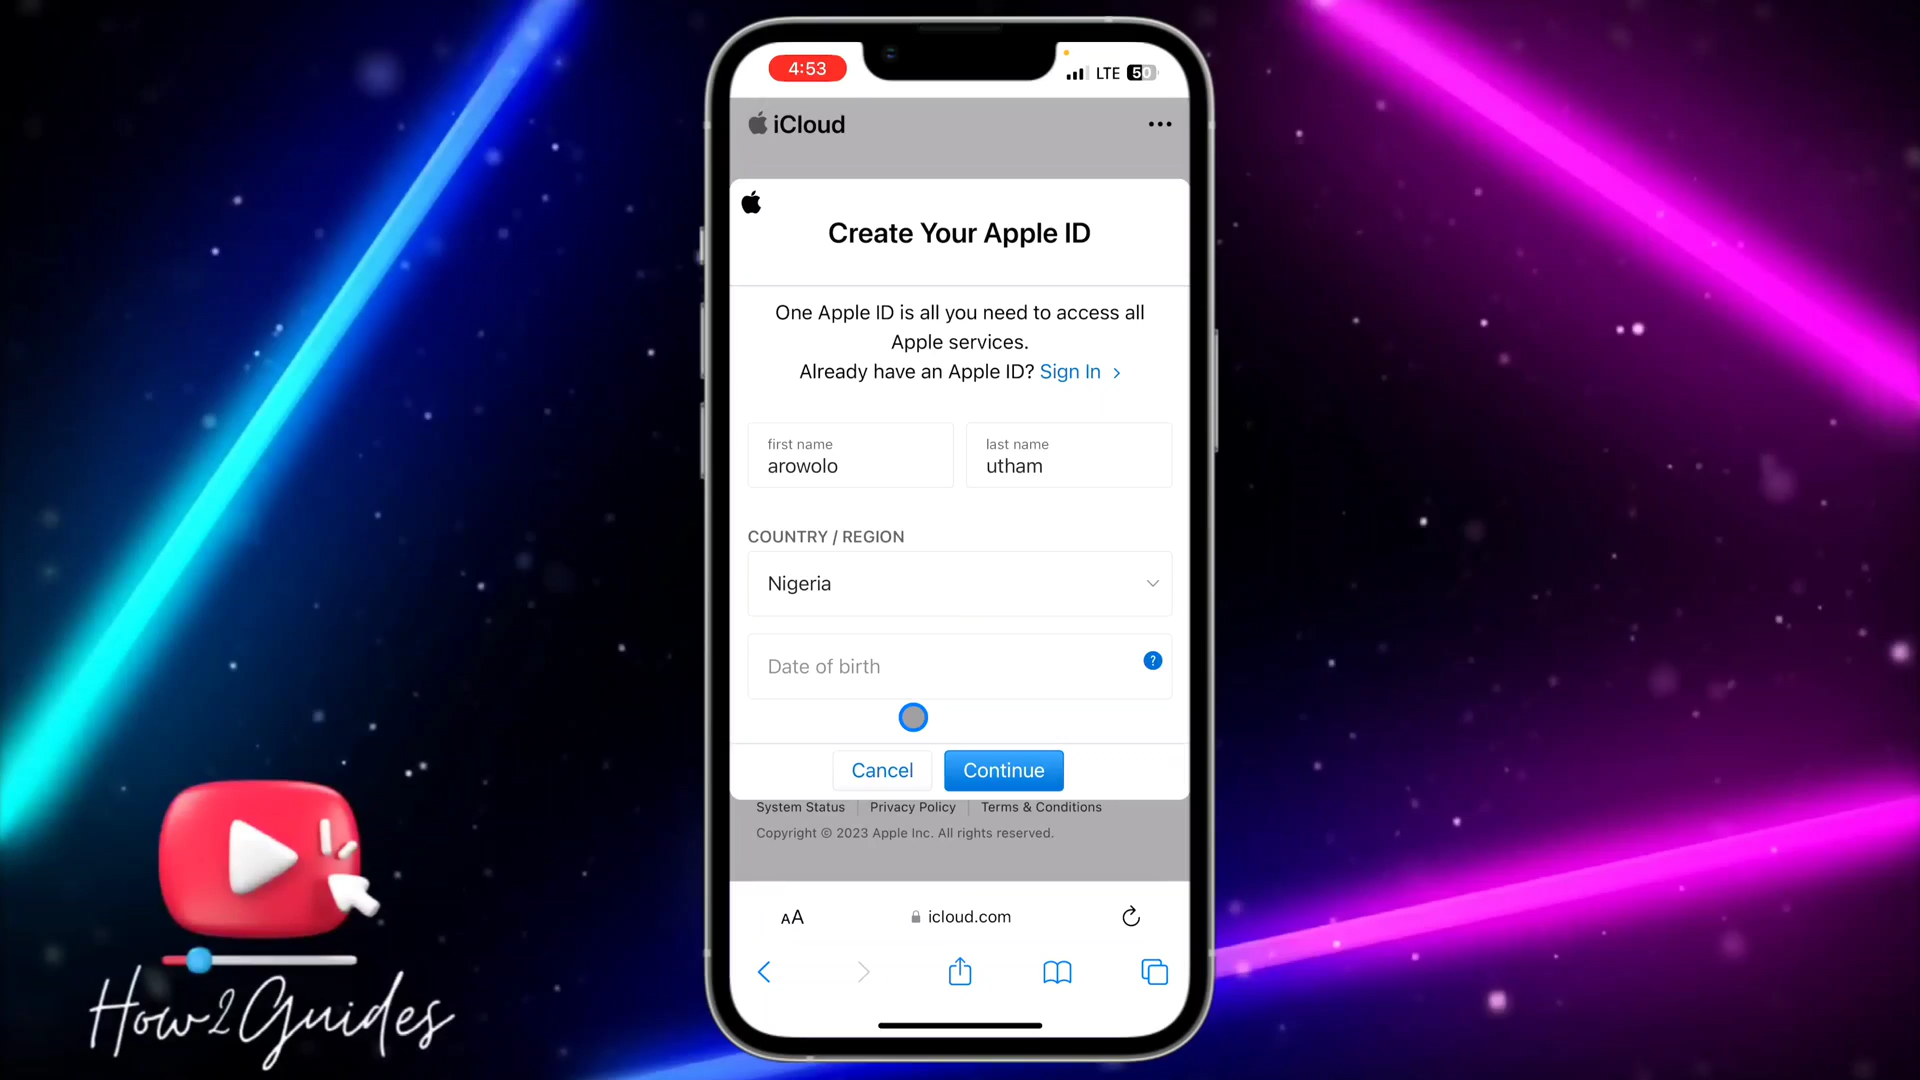 4:53
LTE 50
iCloud
Create Your Apple ID
One Apple ID is all you need to access all
Apple services.
Already have an Apple ID? Sign In
first name
arowolo
last name
utham
COUNTRY / REGION
Nigeria
Date of birth
?
Cancel
Continue
System Status
Privacy Policy
Terms & Conditions
Copyright © 2023 Apple Inc. All rights reserved.
AA
icloud.com
How2Guides